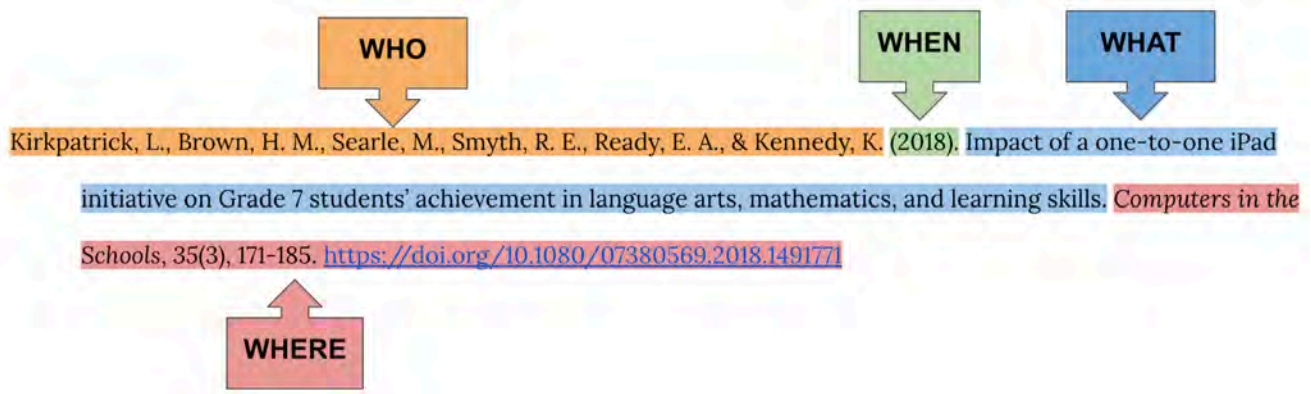 WHO
WHEN
WHAT
Kirkpatrick, L., Brown, H. M., Searle, M., Smyth, R. E., Ready, E. A., & Kennedy, K. (2018). Impact of a one-to-one iPad
initiative on Grade 7 students’ achievement in language arts, mathematics, and learning skills. Computers in the
Schools, 35(3), 171-185. https://doi.org/10.1080/07380569.2018.1491771
WHERE